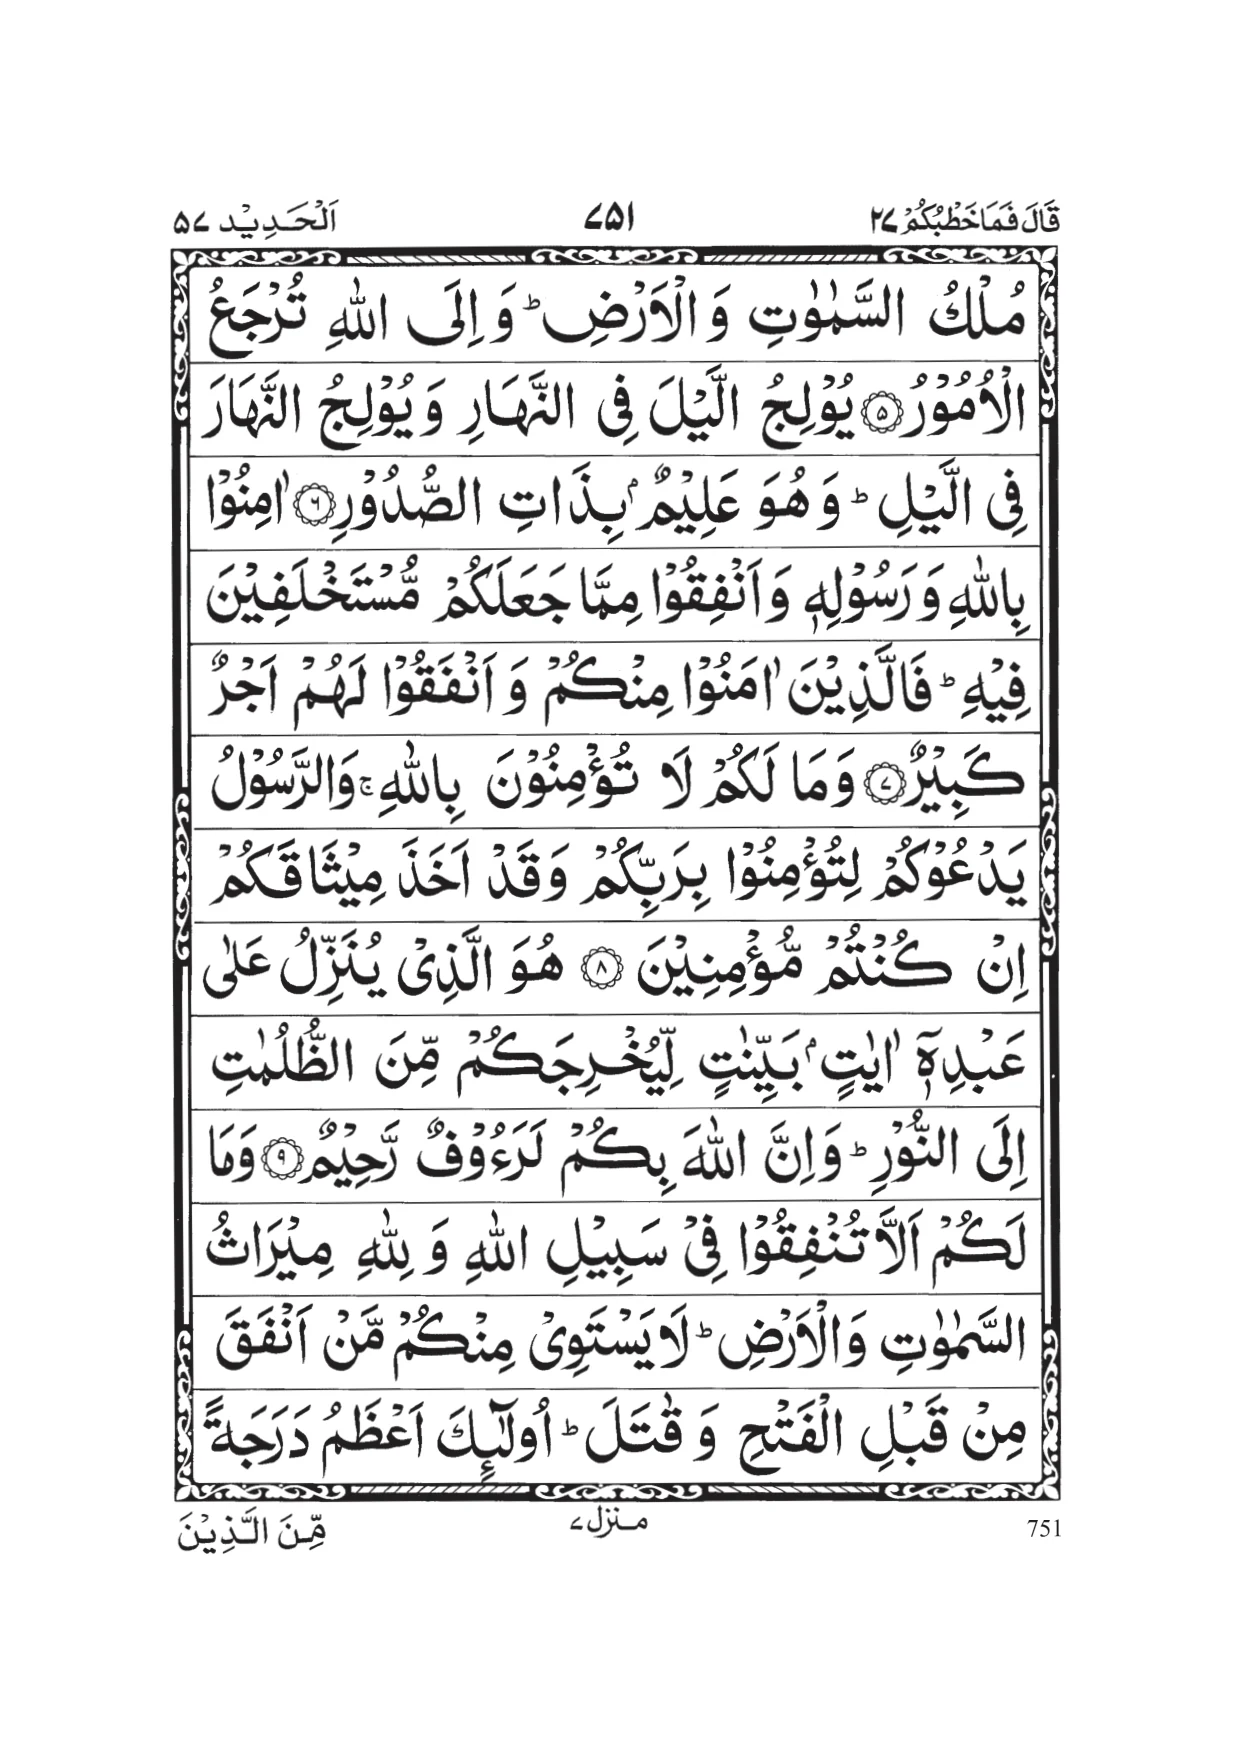 قَالَ فَمَا خَطْبُكُمْ ٢٧ ٧٥١ اَلْحَدِيْد ٥٧
مُلْكُ السَّمٰوٰتِ وَ الْاَرْضِ ؕ وَ اِلَى اللّٰهِ تُرْجَعُ
الْاُمُوْرُ ۝٥ يُوْلِجُ الَّيْلَ فِى النَّهَارِ وَ يُوْلِجُ النَّهَارَ
فِى الَّيْلِ ؕ وَ هُوَ عَلِيْمٌۢ بِذَاتِ الصُّدُوْرِ ۝٦ اٰمِنُوْا
بِاللّٰهِ وَ رَسُوْلِهٖ وَ اَنْفِقُوْا مِمَّا جَعَلَكُمْ مُّسْتَخْلَفِيْنَ
فِيْهِ ؕ فَالَّذِيْنَ اٰمَنُوْا مِنْكُمْ وَ اَنْفَقُوْا لَهُمْ اَجْرٌ
كَبِيْرٌ ۝٧ وَ مَا لَكُمْ لَا تُؤْمِنُوْنَ بِاللّٰهِ ۚ وَالرَّسُوْلُ
يَدْعُوْكُمْ لِتُؤْمِنُوْا بِرَبِّكُمْ وَ قَدْ اَخَذَ مِيْثَاقَكُمْ
اِنْ كُنْتُمْ مُّؤْمِنِيْنَ ۝٨ هُوَ الَّذِىْ يُنَزِّلُ عَلٰى
عَبْدِهٖۤ اٰيٰتٍۭ بَيِّنٰتٍ لِّيُخْرِجَكُمْ مِّنَ الظُّلُمٰتِ
اِلَى النُّوْرِ ؕ وَ اِنَّ اللّٰهَ بِكُمْ لَرَءُوْفٌ رَّحِيْمٌ ۝٩ وَ مَا
لَكُمْ اَلَّا تُنْفِقُوْا فِىْ سَبِيْلِ اللّٰهِ وَ لِلّٰهِ مِيْرَاثُ
السَّمٰوٰتِ وَ الْاَرْضِ ؕ لَا يَسْتَوِىْ مِنْكُمْ مَّنْ اَنْفَقَ
مِنْ قَبْلِ الْفَتْحِ وَ قٰتَلَ ؕ اُولٰٓئِكَ اَعْظَمُ دَرَجَةً
751 منزل ٧ مِّنَ الَّذِيْنَ